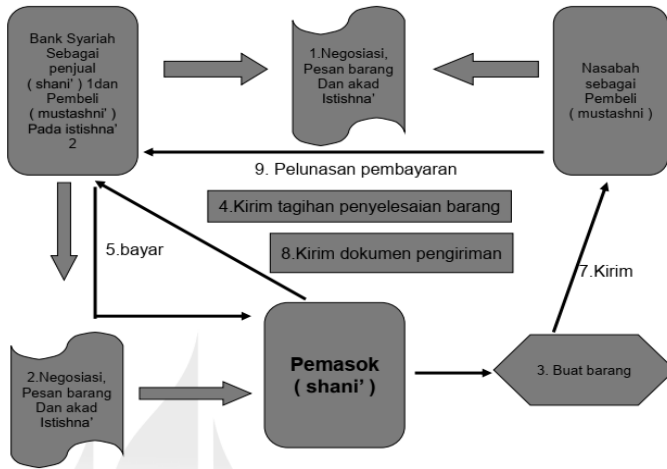 Bank Syariah
Sebagai
penjual
( shani' ) 1dan
Pembeli
( mustashni' )
Pada istishna'
2
1.Negosiasi,
Pesan barang
Dan akad
Istishna'
Nasabah
sebagai
Pembeli
( mustashni )
9. Pelunasan pembayaran
4.Kirim tagihan penyelesaian barang
5.bayar
8.Kirim dokumen pengiriman
7.Kirim
2.Negosiasi,
Pesan barang
Dan akad
Istishna'
Pemasok
( shani' )
3. Buat barang